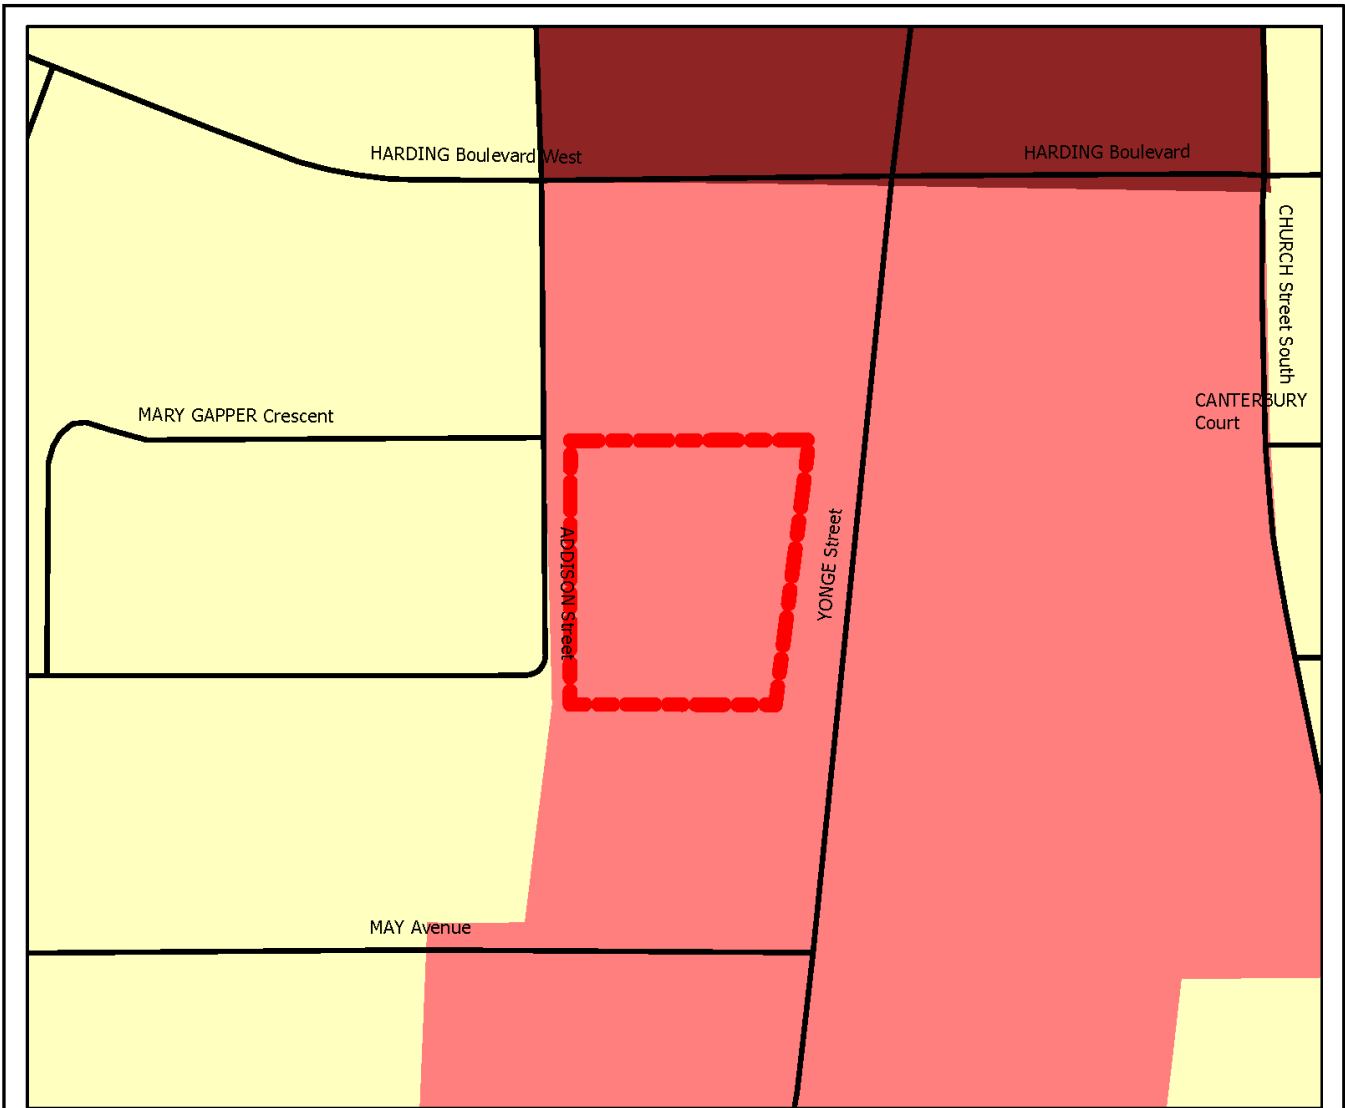 HARDING Boulevard West
HARDING Boulevard
CHURCH Street South
CANTERBURY
Court
MARY GAPPER Crescent
ADDISON Street
YONGE Street
MAY Avenue